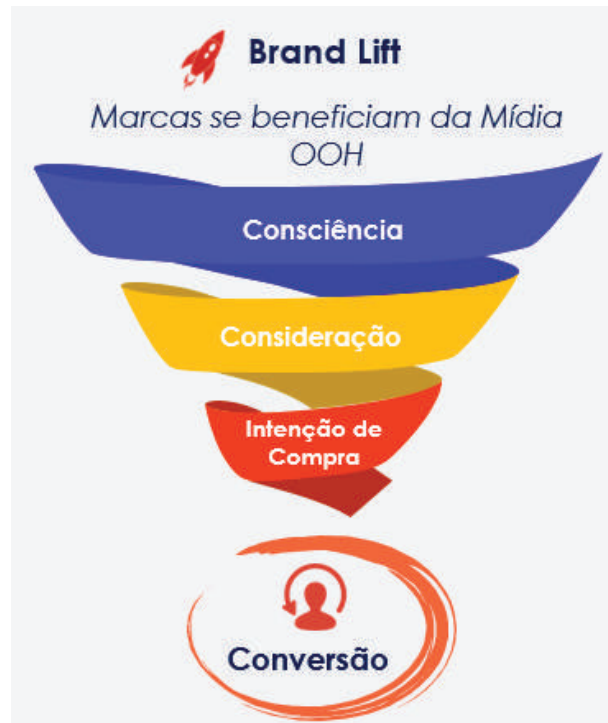 Brand Lift
Marcas se beneficiam da Mídia
OOH
Consciência
Consideração
Intenção de
Compra
Conversão